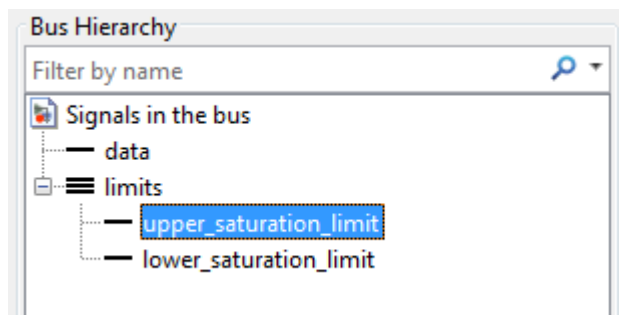 Bus Hierarchy
Filter by name
Signals in the bus
data
limits
upper_saturation_limit
lower_saturation_limit